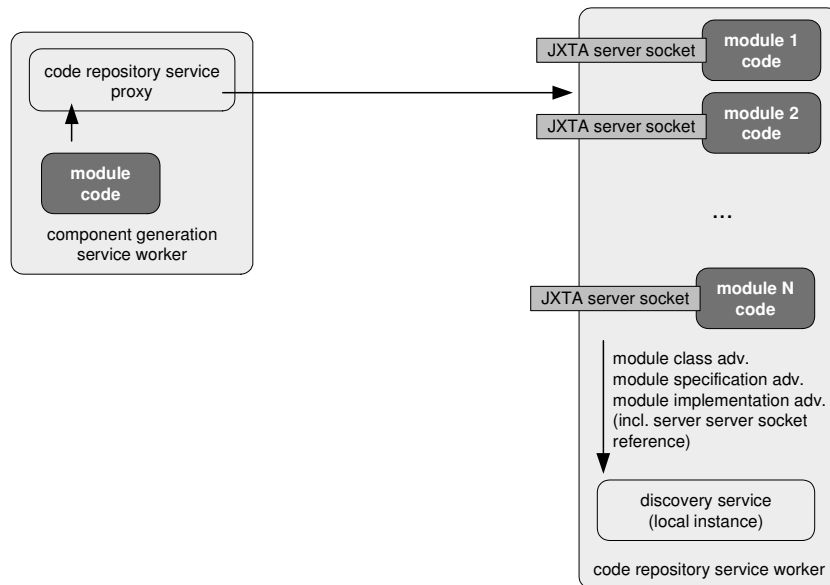 code repository service
proxy
module
code
component generation
service worker
JXTA server socket
module 1
code
JXTA server socket
module 2
code
...
JXTA server socket
module N
code
module class adv.
module specification adv.
module implementation adv.
(incl. server server socket
reference)
discovery service
(local instance)
code repository service worker